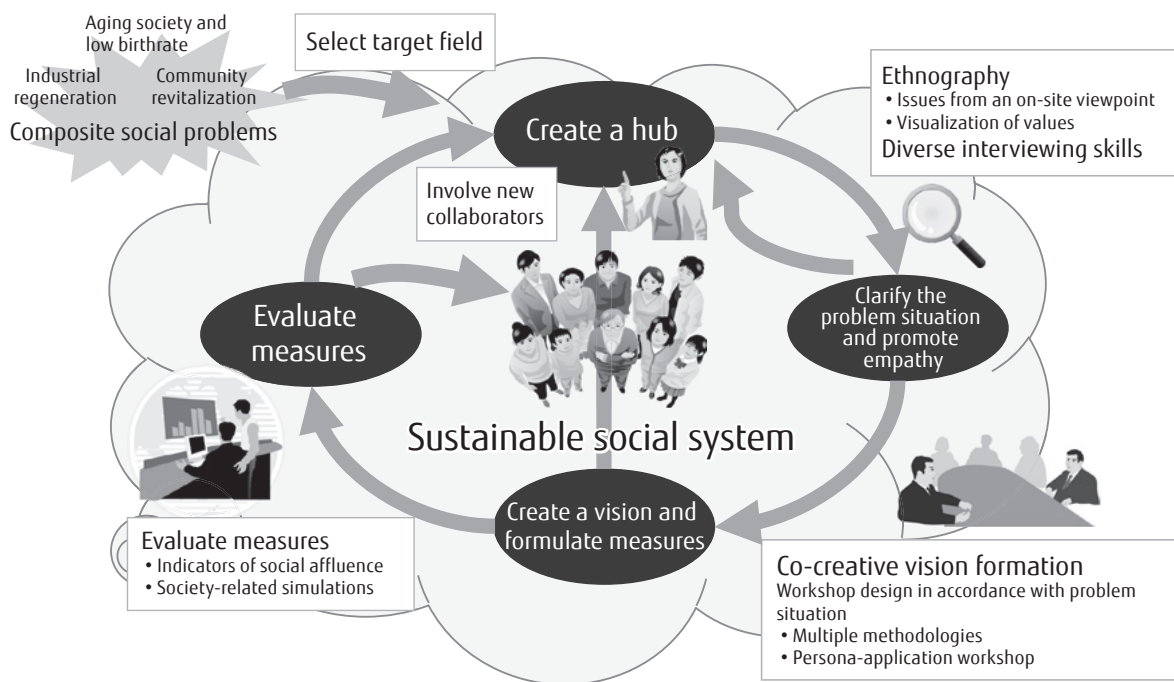 Aging society and
low birthrate
Industrial
regeneration
Community
revitalization
Composite social problems
Select target field
Create a hub
Ethnography
• Issues from an on-site viewpoint
• Visualization of values
Diverse interviewing skills
Involve new
collaborators
Evaluate
measures
Clarify the
problem situation
and promote
empathy
Sustainable social system
Create a vision and
formulate measures
Evaluate measures
• Indicators of social affluence
• Society-related simulations
Co-creative vision formation
Workshop design in accordance with problem
situation
• Multiple methodologies
• Persona-application workshop